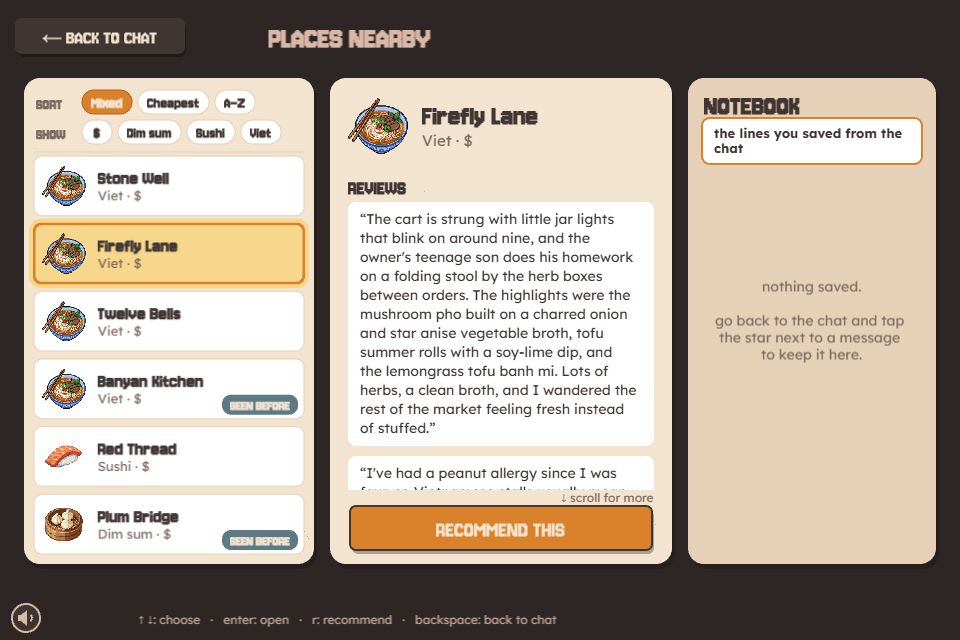 ← BACK TO CHAT
PLACES NEARBY
SORT
Mixed
Cheapest
A-Z
SHOW
$
Dim sum
Sushi
Viet
Stone Well
Viet · $
Firefly Lane
Viet · $
Twelve Bells
Viet · $
Banyan Kitchen
Viet · $
SEEN BEFORE
Red Thread
Sushi · $
Plum Bridge
Dim sum · $
SEEN BEFORE
Firefly Lane
Viet · $
REVIEWS
“The cart is strung with little jar lights
that blink on around nine, and the
owner's teenage son does his homework
on a folding stool by the herb boxes
between orders. The highlights were the
mushroom pho built on a charred onion
and star anise vegetable broth, tofu
summer rolls with a soy-lime dip, and
the lemongrass tofu banh mi. Lots of
herbs, a clean broth, and I wandered the
rest of the market feeling fresh instead
of stuffed.”
“I've had a peanut allergy since I was
↓ scroll for more
RECOMMEND THIS
NOTEBOOK
the lines you saved from the
chat
nothing saved.
go back to the chat and tap
the star next to a message
to keep it here.
↑ ↓: choose · enter: open · r: recommend · backspace: back to chat